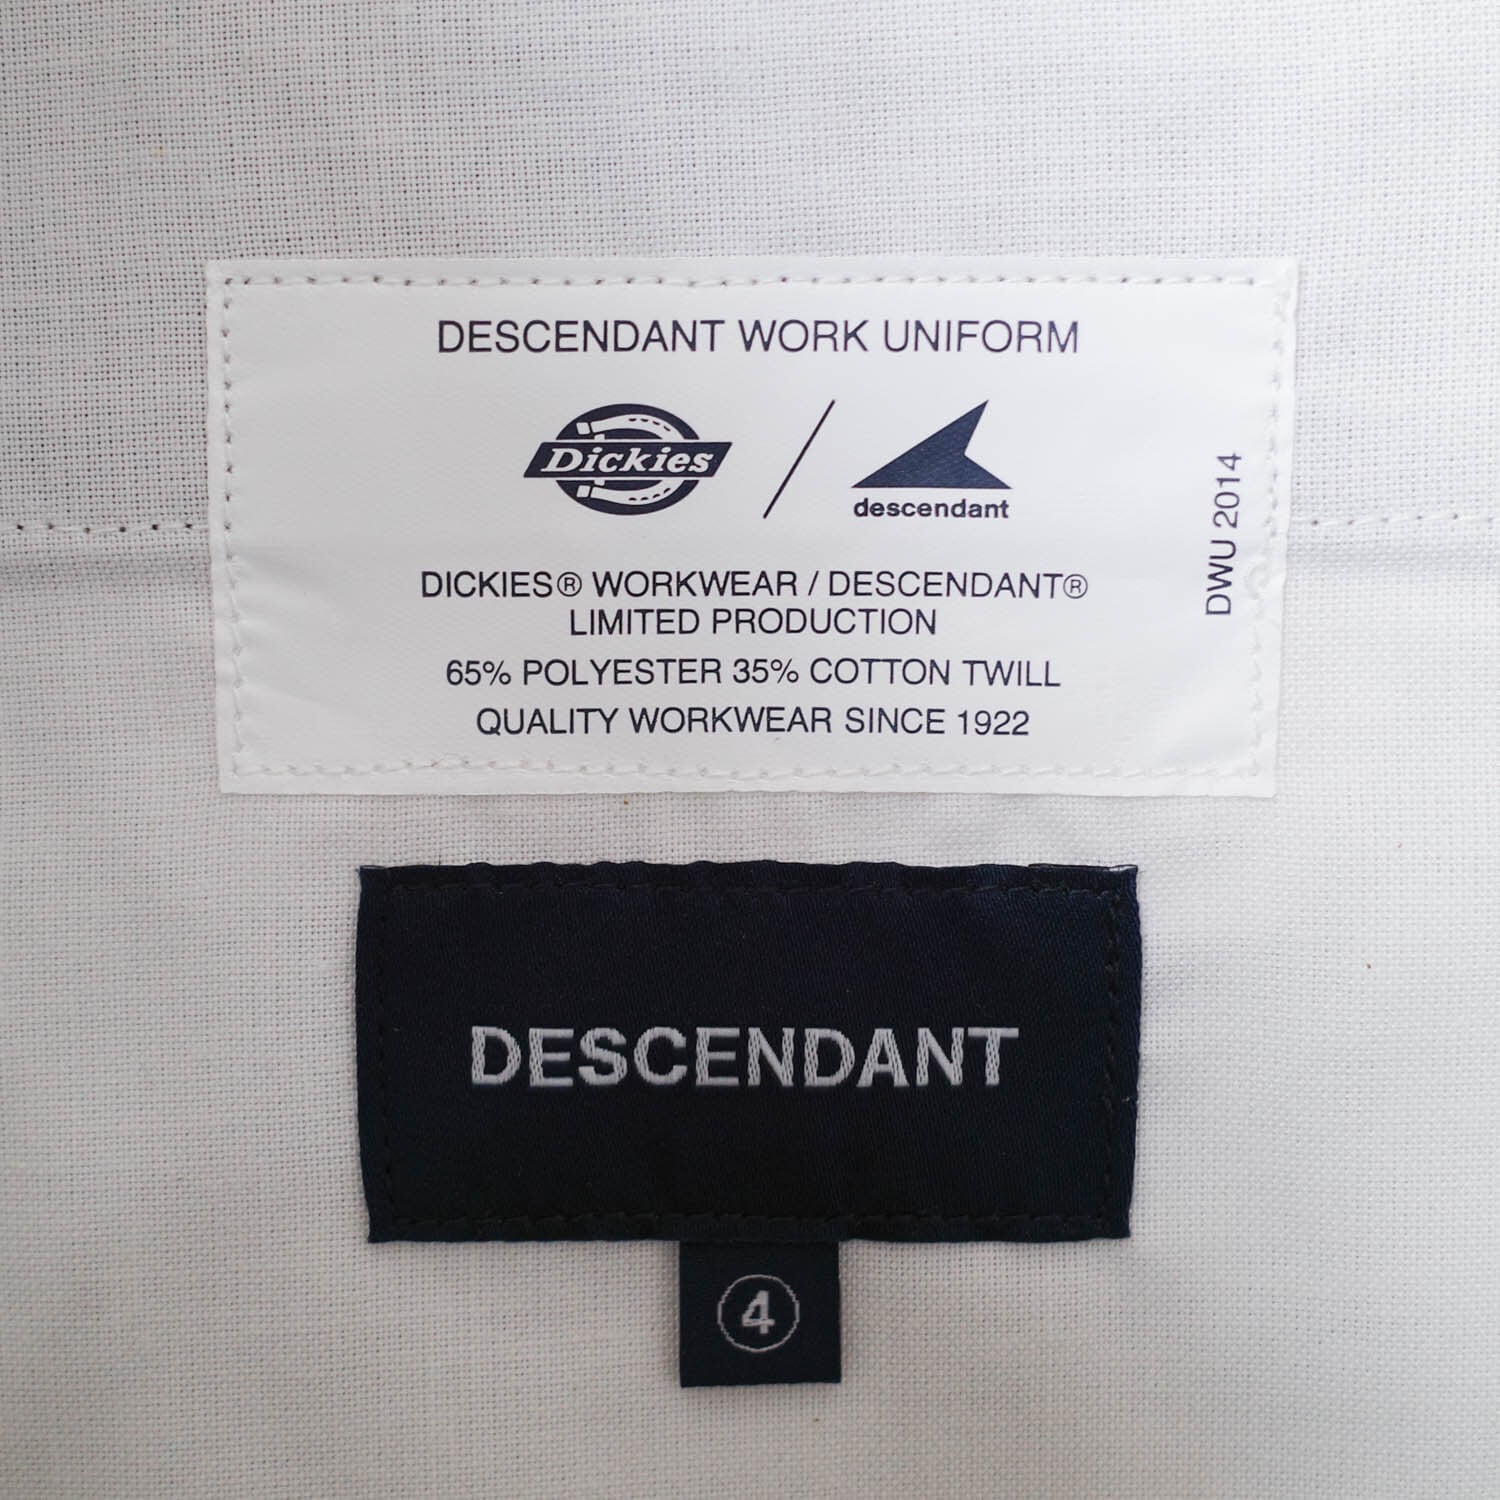 DESCENDANT WORK UNIFORM
Dickies
descendant
DWU 2014
DICKIES® WORKWEAR / DESCENDANT®
LIMITED PRODUCTION
65% POLYESTER 35% COTTON TWILL
QUALITY WORKWEAR SINCE 1922
DESCENDANT
4